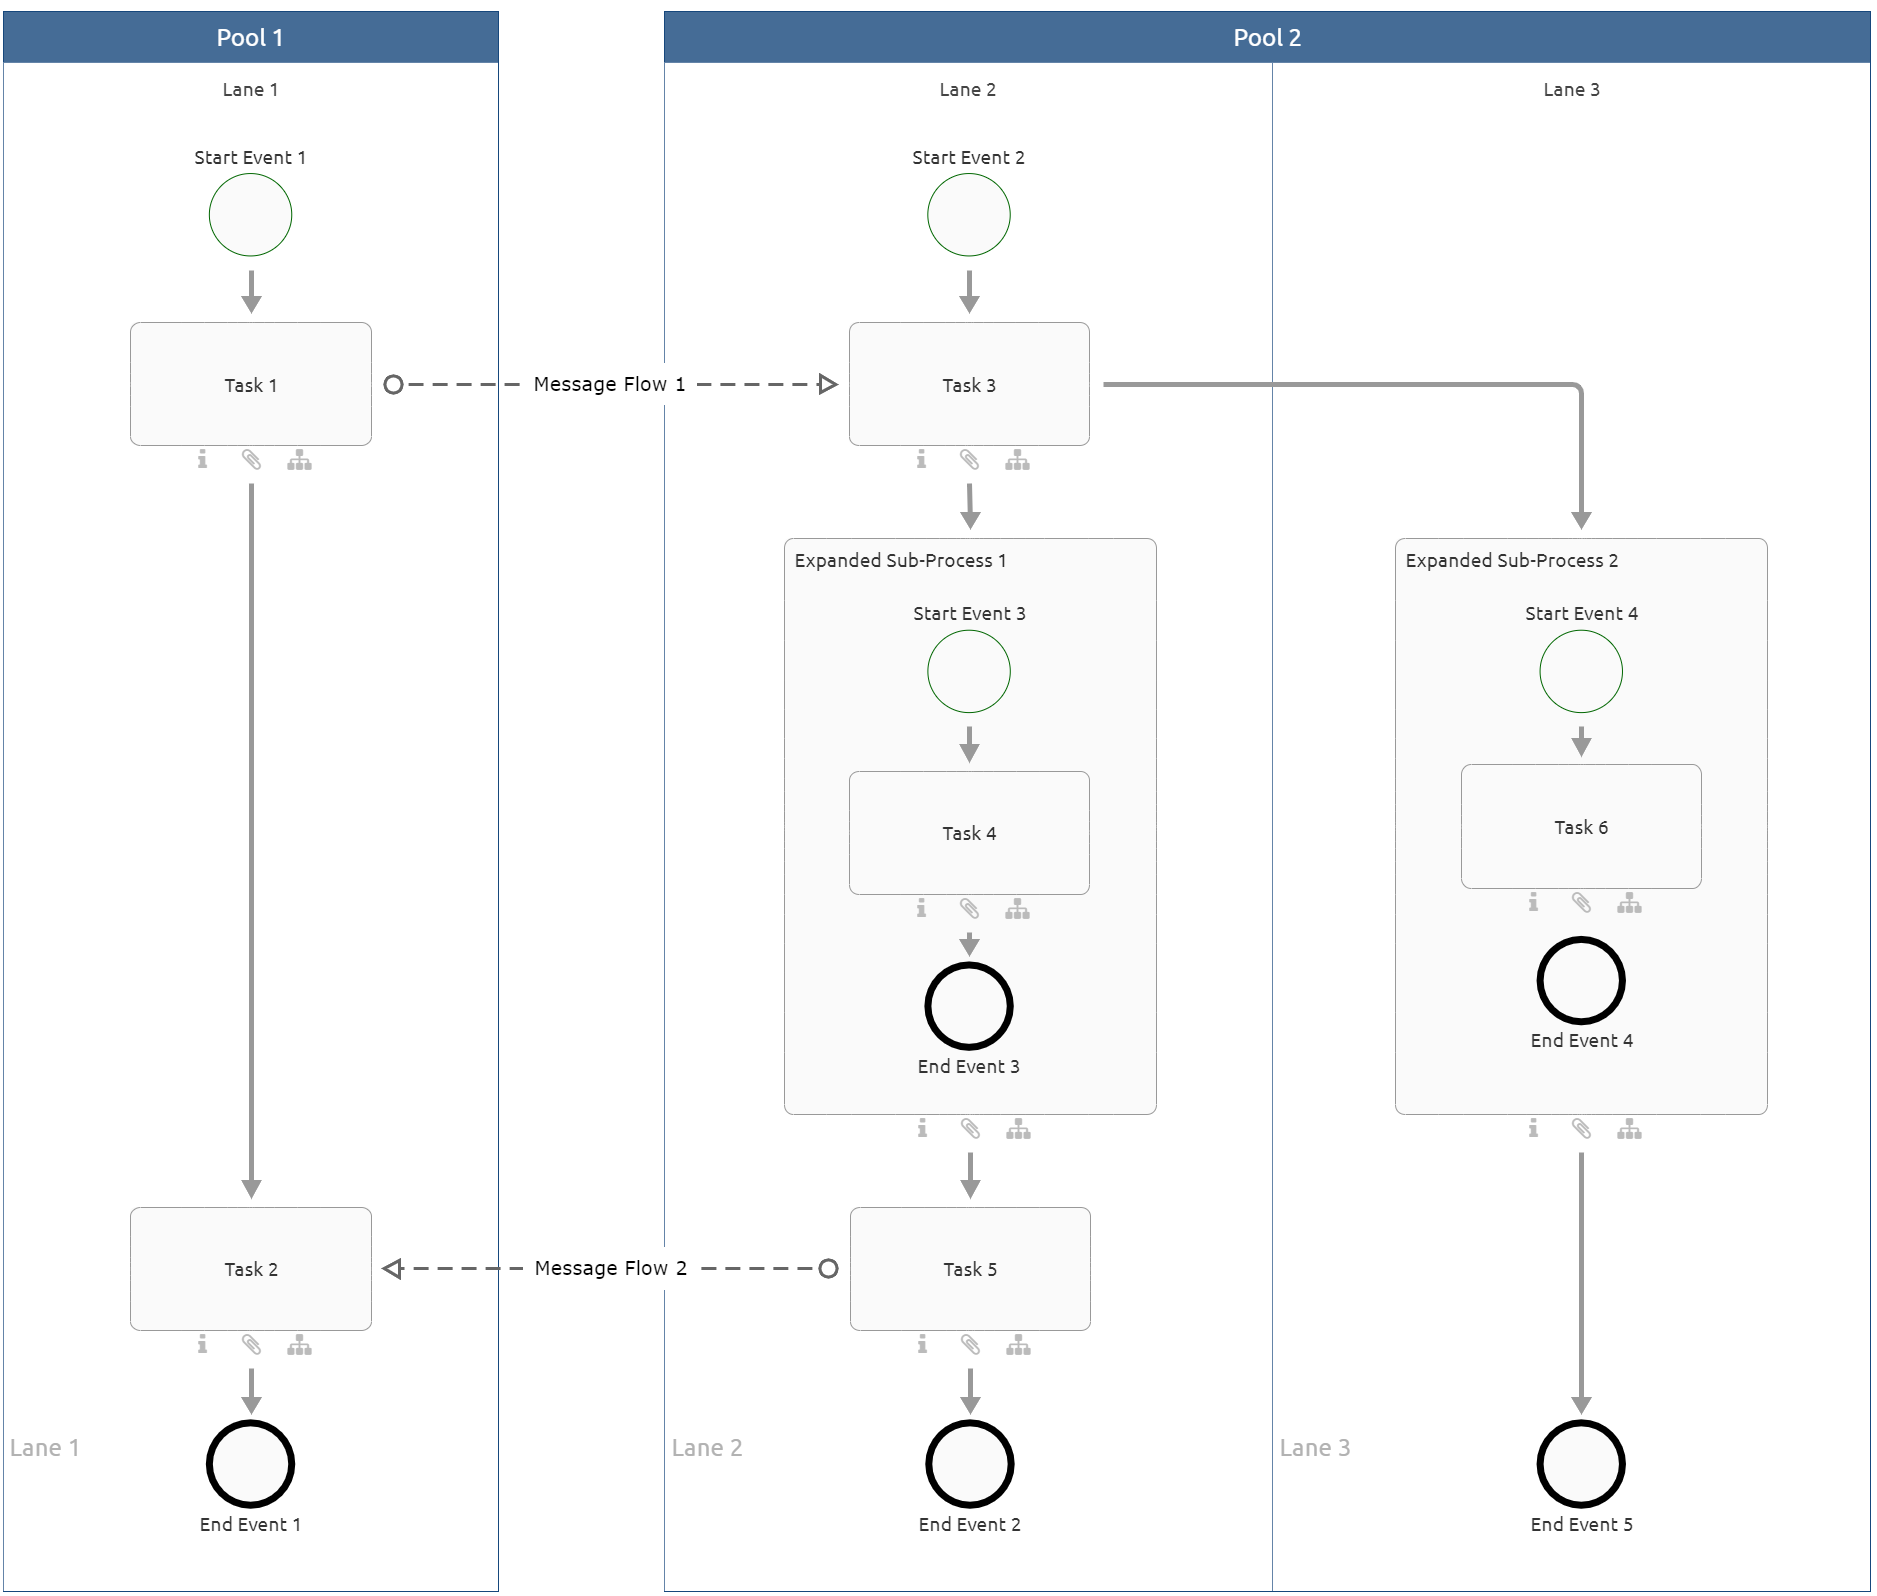 Pool 1
Pool 2
Lane 1
Lane 2
Lane 3
Start Event 1
Start Event 2
Task 1
Message Flow 1
Task 3
Expanded Sub-Process 1
Expanded Sub-Process 2
Start Event 3
Start Event 4
Task 4
Task 6
End Event 3
End Event 4
Task 2
Message Flow 2
Task 5
Lane 1
Lane 2
Lane 3
End Event 1
End Event 2
End Event 5